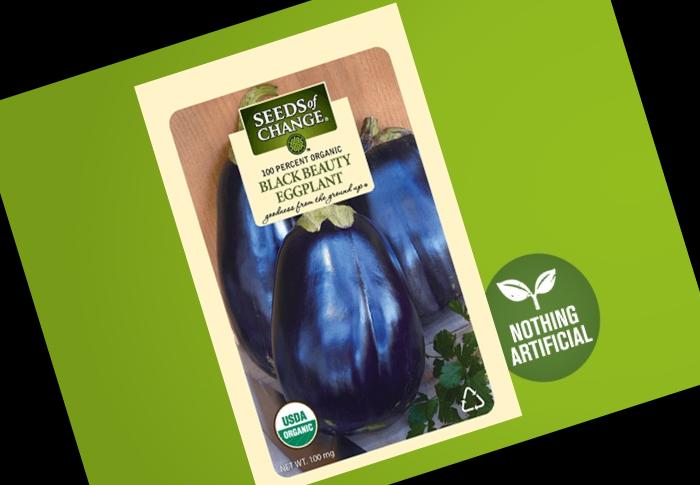 SEEDS of
CHANGE®
™
100 PERCENT ORGANIC
BLACK BEAUTY
EGGPLANT
goodness from the ground up®
USDA
ORGANIC
NET WT. 100 mg
NOTHING
ARTIFICIAL